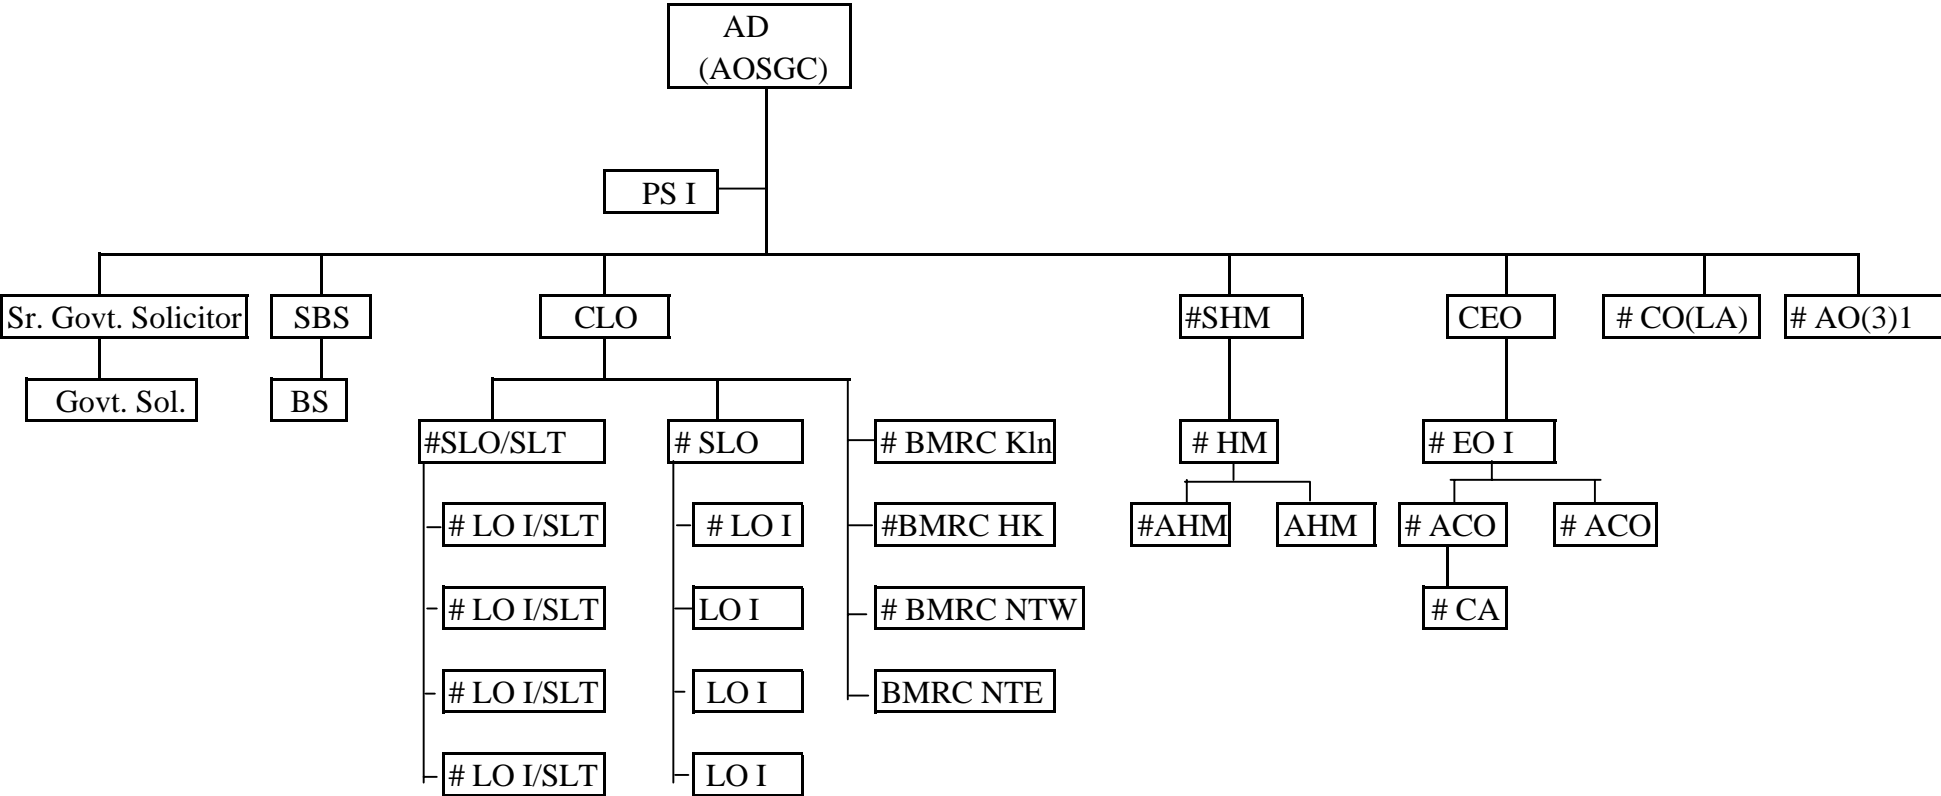 AD
(AOSGC)
PS I
Sr. Govt. Solicitor
SBS
CLO
#SHM
CEO
# CO(LA)
# AO(3)1
Govt. Sol.
BS
#SLO/SLT
# SLO
# BMRC Kln
# HM
# EO I
# LO I/SLT
# LO I
#BMRC HK
#AHM
AHM
# ACO
# ACO
# LO I/SLT
LO I
# BMRC NTW
# CA
# LO I/SLT
LO I
BMRC NTE
# LO I/SLT
LO I